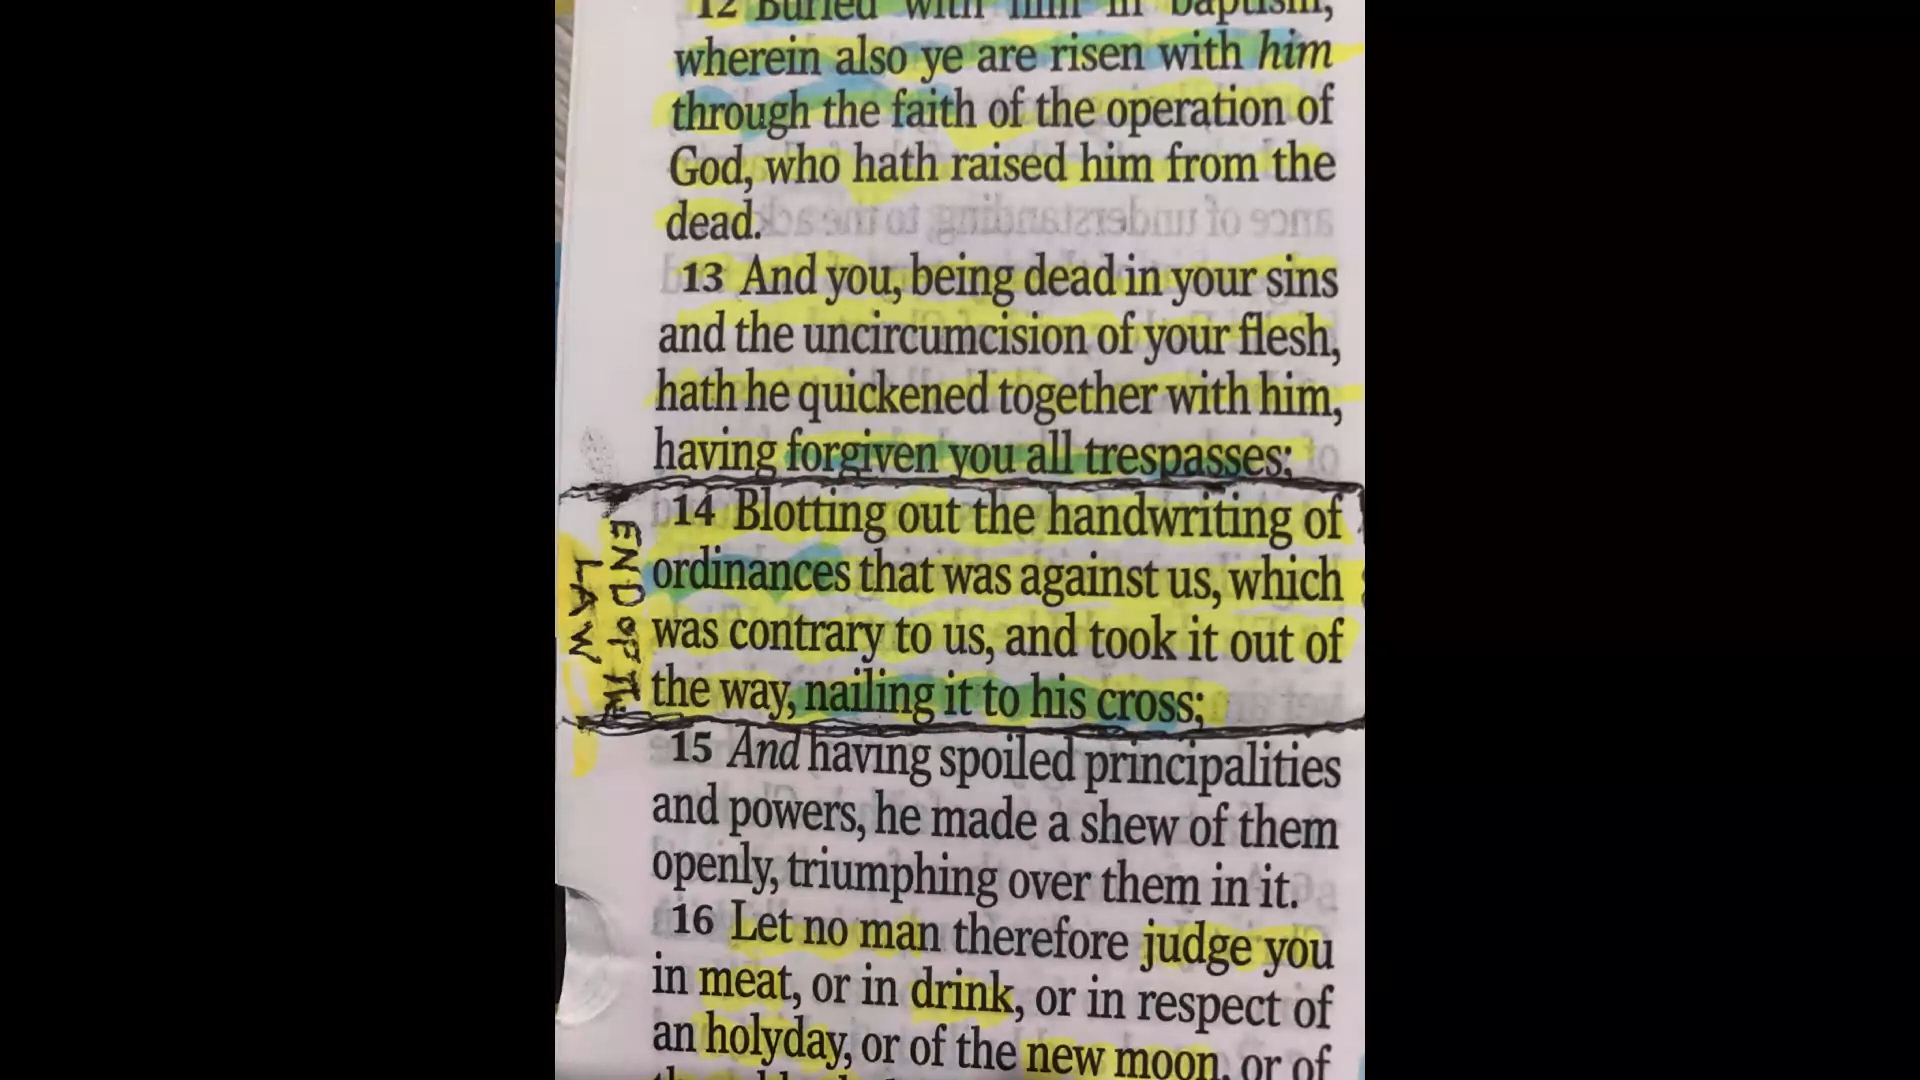 12 Buried with him in baptism,
wherein also ye are risen with him
through the faith of the operation of
God, who hath raised him from the
dead.
13 And you, being dead in your sins
and the uncircumcision of your flesh,
hath he quickened together with him,
having forgiven you all trespasses;
14 Blotting out the handwriting of
ordinances that was against us, which
was contrary to us, and took it out of
the way, nailing it to his cross;
END OF THE
LAW
15 And having spoiled principalities
and powers, he made a shew of them
openly, triumphing over them in it.
16 Let no man therefore judge you
in meat, or in drink, or in respect of
an holyday, or of the new moon, or of